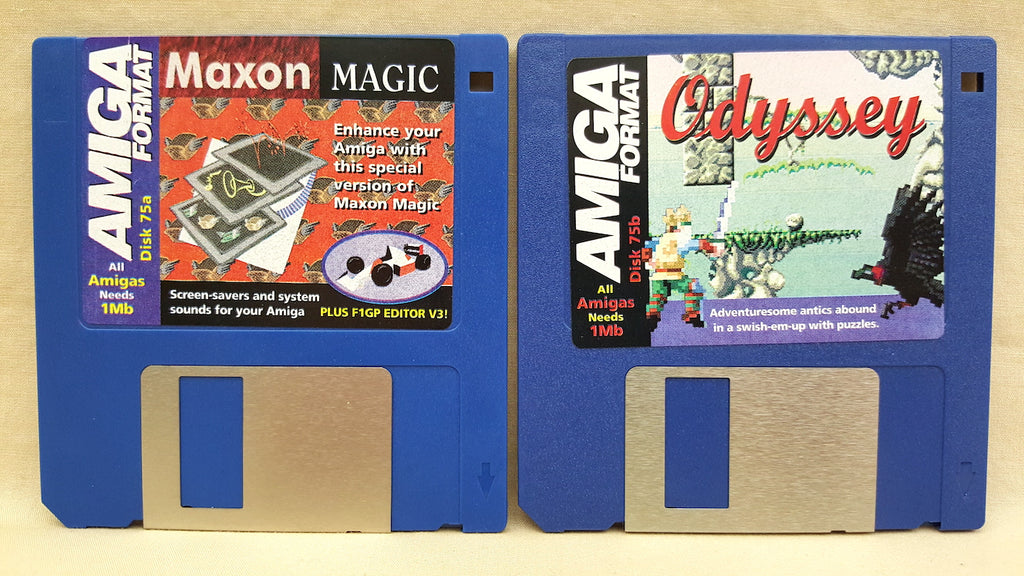 AMIGA
FORMAT
Disk 75a
All
Amigas
Needs
1Mb
Maxon MAGIC
Enhance your
Amiga with
this special
version of
Maxon Magic
Screen-savers and system
sounds for your Amiga
PLUS F1GP EDITOR V3!
AMIGA
FORMAT
Disk 75b
All
Amigas
Needs
1Mb
Odyssey
Adventuresome antics abound
in a swish-em-up with puzzles.